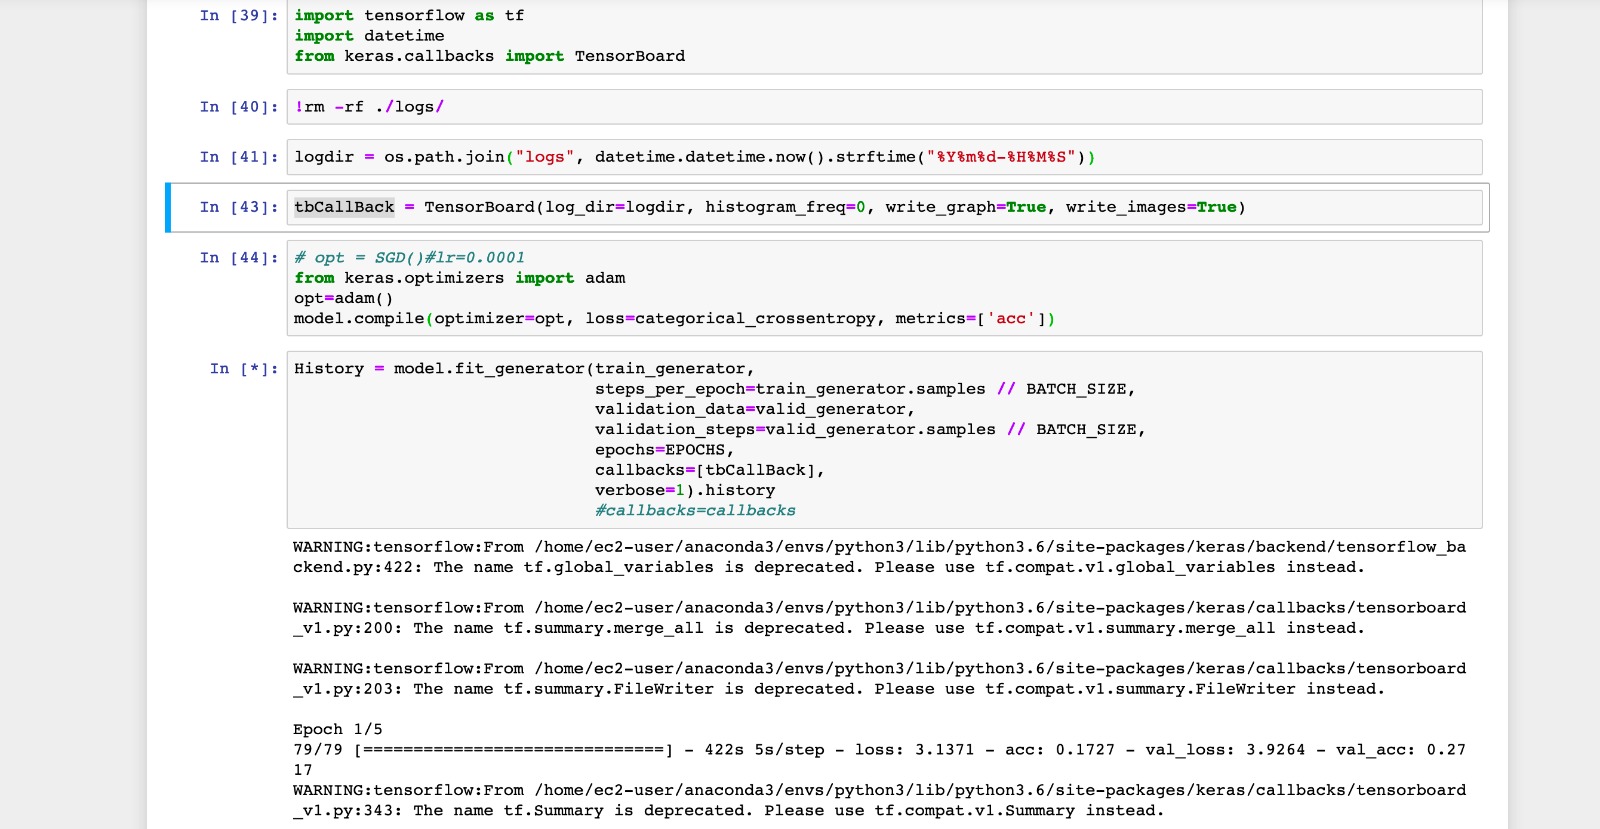 In [39]: import tensorflow as tf
import datetime
from keras.callbacks import TensorBoard
In [40]: !rm -rf ./logs/
In [41]: logdir = os.path.join("logs", datetime.datetime.now().strftime("%Y%m%d-%H%M%S"))
In [43]: tbCallBack = TensorBoard(log_dir=logdir, histogram_freq=0, write_graph=True, write_images=True)
In [44]: # opt = SGD()#lr=0.0001
from keras.optimizers import adam
opt=adam()
model.compile(optimizer=opt, loss=categorical_crossentropy, metrics=['acc'])
In [*]: History = model.fit_generator(train_generator,
steps_per_epoch=train_generator.samples // BATCH_SIZE,
validation_data=valid_generator,
validation_steps=valid_generator.samples // BATCH_SIZE,
epochs=EPOCHS,
callbacks=[tbCallBack],
verbose=1).history
#callbacks=callbacks
WARNING:tensorflow:From /home/ec2-user/anaconda3/envs/python3/lib/python3.6/site-packages/keras/backend/tensorflow_ba
ckend.py:422: The name tf.global_variables is deprecated. Please use tf.compat.v1.global_variables instead.
WARNING:tensorflow:From /home/ec2-user/anaconda3/envs/python3/lib/python3.6/site-packages/keras/callbacks/tensorboard
_v1.py:200: The name tf.summary.merge_all is deprecated. Please use tf.compat.v1.summary.merge_all instead.
WARNING:tensorflow:From /home/ec2-user/anaconda3/envs/python3/lib/python3.6/site-packages/keras/callbacks/tensorboard
_v1.py:203: The name tf.summary.FileWriter is deprecated. Please use tf.compat.v1.summary.FileWriter instead.
Epoch 1/5
79/79 [==============================] - 422s 5s/step - loss: 3.1371 - acc: 0.1727 - val_loss: 3.9264 - val_acc: 0.27
17
WARNING:tensorflow:From /home/ec2-user/anaconda3/envs/python3/lib/python3.6/site-packages/keras/callbacks/tensorboard
_v1.py:343: The name tf.Summary is deprecated. Please use tf.compat.v1.Summary instead.